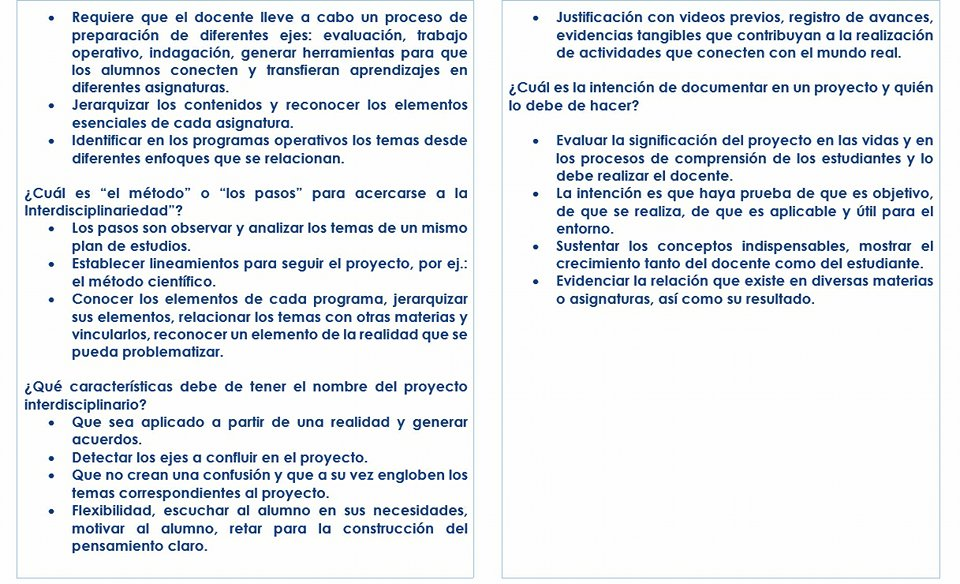 • Requiere que el docente lleve a cabo un proceso de
preparación de diferentes ejes: evaluación, trabajo
operativo, indagación, generar herramientas para que
los alumnos conecten y transfieran aprendizajes en
diferentes asignaturas.
• Jerarquizar los contenidos y reconocer los elementos
esenciales de cada asignatura.
• Identificar en los programas operativos los temas desde
diferentes enfoques que se relacionan.
¿Cuál es “el método” o “los pasos” para acercarse a la
Interdisciplinariedad”?
• Los pasos son observar y analizar los temas de un mismo
plan de estudios.
• Establecer lineamientos para seguir el proyecto, por ej.:
el método científico.
• Conocer los elementos de cada programa, jerarquizar
sus elementos, relacionar los temas con otras materias y
vincularlos, reconocer un elemento de la realidad que se
pueda problematizar.
¿Qué características debe de tener el nombre del proyecto
interdisciplinario?
• Que sea aplicado a partir de una realidad y generar
acuerdos.
• Detectar los ejes a confluir en el proyecto.
• Que no crean una confusión y que a su vez engloben los
temas correspondientes al proyecto.
• Flexibilidad, escuchar al alumno en sus necesidades,
motivar al alumno, retar para la construcción del
pensamiento claro.
• Justificación con videos previos, registro de avances,
evidencias tangibles que contribuyan a la realización
de actividades que conecten con el mundo real.
¿Cuál es la intención de documentar en un proyecto y quién
lo debe de hacer?
• Evaluar la significación del proyecto en las vidas y en
los procesos de comprensión de los estudiantes y lo
debe realizar el docente.
• La intención es que haya prueba de que es objetivo,
de que se realiza, de que es aplicable y útil para el
entorno.
• Sustentar los conceptos indispensables, mostrar el
crecimiento tanto del docente como del estudiante.
• Evidenciar la relación que existe en diversas materias
o asignaturas, así como su resultado.